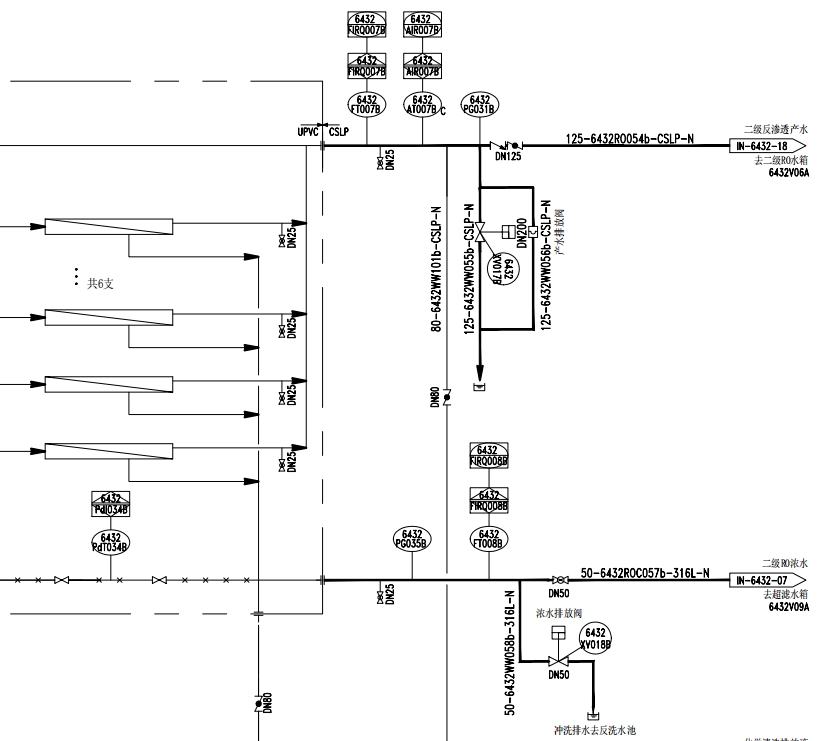 6432
FIRQ007B
6432
AIR007B
6432
FIRQ007B
6432
AIR007B
6432
FT007B
6432
AT007B
C
6432
PG031B
UPVC
CSLP
DN25
DN125
125-6432RO054b-CSLP-N
二级反渗透产水
IN-6432-18
去二级RO水箱
6432V06A
DN25
共6支
DN25
DN25
DN25
80-6432WW101b-CSLP-N
125-6432WW055b-CSLP-N
6432
XV017B
DN200
125-6432WW056b-CSLP-N
产水排放阀
DN80
6432
FIRQ008B
6432
FIRQ008B
6432
PdI034B
6432
PdT034B
6432
PG035B
6432
FT008B
DN25
50-6432ROC057b-316L-N
DN50
二级RO浓水
IN-6432-07
去超滤水箱
6432V09A
50-6432WW058b-316L-N
浓水排放阀
6432
XV018B
DN50
DN80
冲洗排水去反洗水池